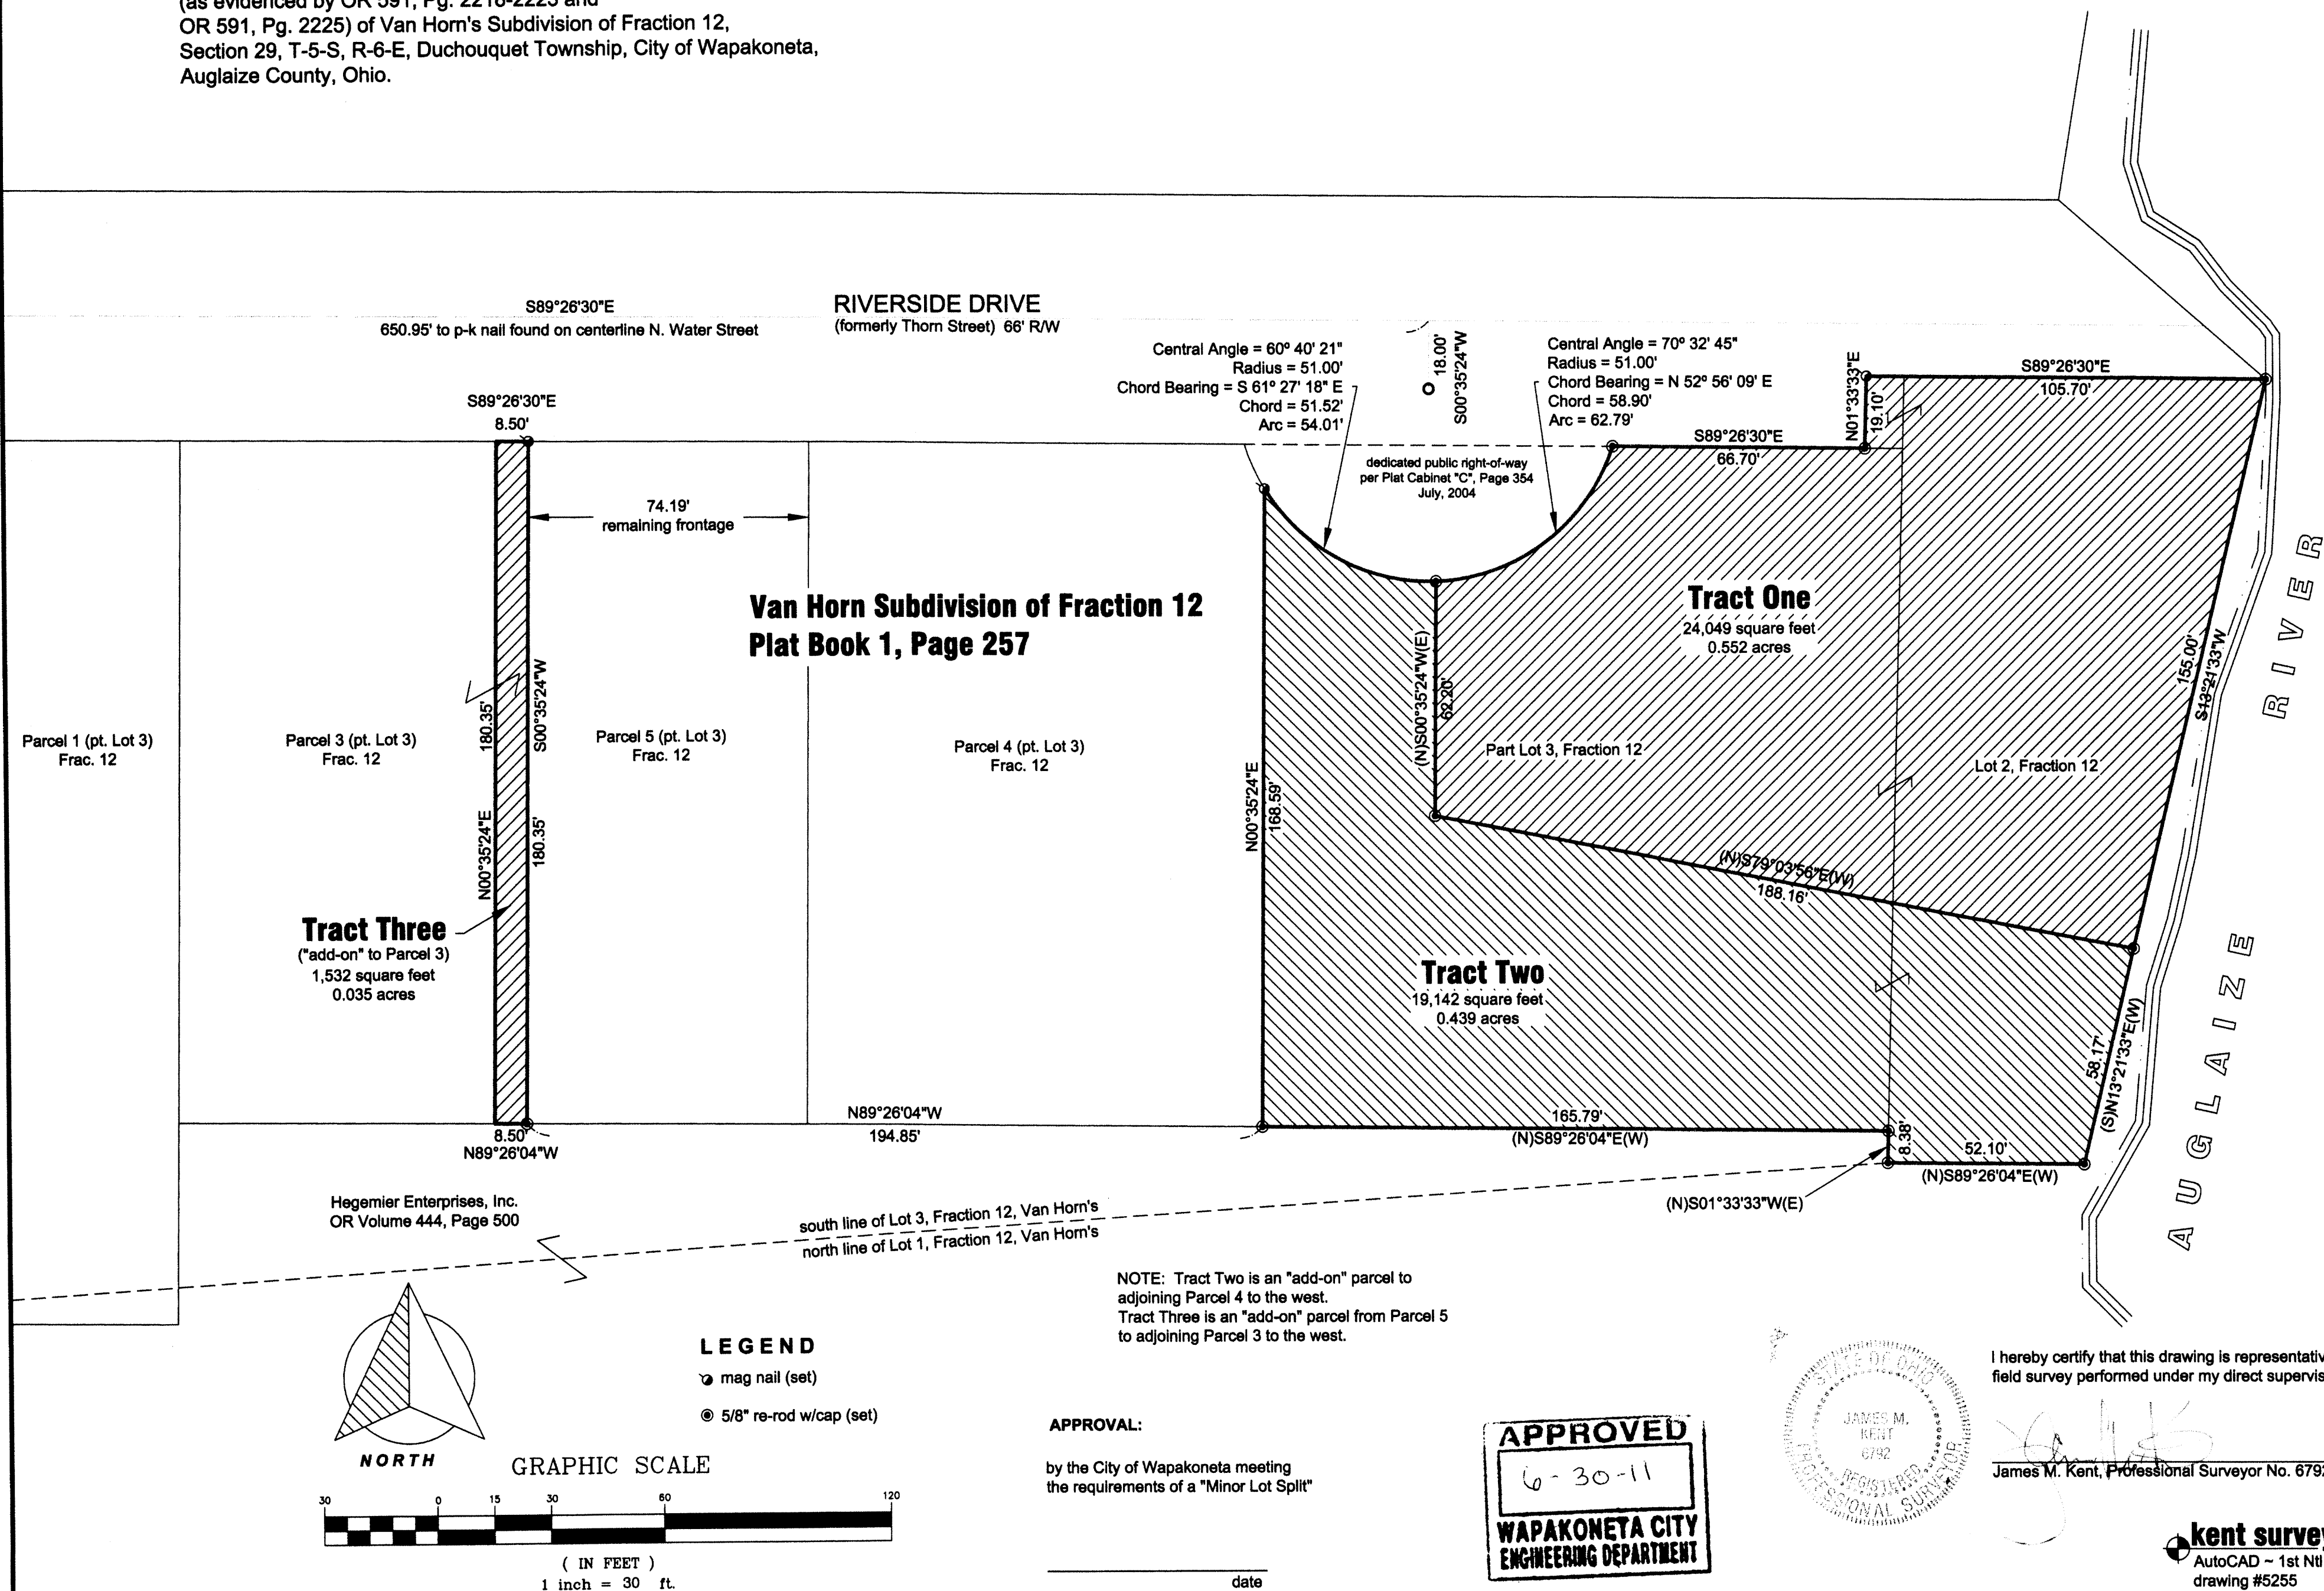 (as evidenced by OR 591, Pg. 2218-2223 and
OR 591, Pg. 2225) of Van Horn's Subdivision of Fraction 12,
Section 29, T-5-S, R-6-E, Duchouquet Township, City of Wapakoneta,
Auglaize County, Ohio.
S89°26'30"E
650.95' to p-k nail found on centerline N. Water Street
RIVERSIDE DRIVE
(formerly Thorn Street) 66' R/W
Central Angle = 60° 40' 21"
Radius = 51.00'
Chord Bearing = S 61° 27' 18" E
Chord = 51.52'
Arc = 54.01'
18.00'
S00°35'24"W
Central Angle = 70° 32' 45"
Radius = 51.00'
Chord Bearing = N 52° 56' 09' E
Chord = 58.90'
Arc = 62.79'
N01°33'33"E
19.10'
S89°26'30"E
105.70'
S89°26'30"E
8.50'
S89°26'30"E
66.70'
dedicated public right-of-way
per Plat Cabinet "C", Page 354
July, 2004
74.19'
remaining frontage
Van Horn Subdivision of Fraction 12
Plat Book 1, Page 257
Tract One
24,049 square feet
0.552 acres
(N)S00°35'24"W(E)
62.20'
155.00'
S13°21'33"W
AUGLAIZE RIVER
180.35'
S00°35'24"W
Parcel 1 (pt. Lot 3)
Frac. 12
Parcel 3 (pt. Lot 3)
Frac. 12
Parcel 5 (pt. Lot 3)
Frac. 12
Parcel 4 (pt. Lot 3)
Frac. 12
Part Lot 3, Fraction 12
Lot 2, Fraction 12
N00°35'24"E
180.35'
N00°35'24"E
168.59'
(N)S79°03'56"E(W)
188.16'
Tract Three
("add-on" to Parcel 3)
1,532 square feet
0.035 acres
Tract Two
19,142 square feet
0.439 acres
58.17'
(S)N13°21'33"E(W)
8.50'
N89°26'04"W
N89°26'04"W
194.85'
165.79'
(N)S89°26'04"E(W)
8.38'
52.10'
(N)S89°26'04"E(W)
(N)S01°33'33"W(E)
Hegemier Enterprises, Inc.
OR Volume 444, Page 500
south line of Lot 3, Fraction 12, Van Horn's
north line of Lot 1, Fraction 12, Van Horn's
NOTE: Tract Two is an "add-on" parcel to
adjoining Parcel 4 to the west.
Tract Three is an "add-on" parcel from Parcel 5
to adjoining Parcel 3 to the west.
NORTH
LEGEND
mag nail (set)
5/8" re-rod w/cap (set)
GRAPHIC SCALE
30 0 15 30 60 120
( IN FEET )
1 inch = 30 ft.
APPROVAL:
by the City of Wapakoneta meeting
the requirements of a "Minor Lot Split"
date
APPROVED
6-30-11
WAPAKONETA CITY
ENGINEERING DEPARTMENT
STATE OF OHIO
JAMES M.
KENT
6792
REGISTERED
PROFESSIONAL SURVEYOR
I hereby certify that this drawing is representativ
field survey performed under my direct supervis
James M. Kent, Professional Surveyor No. 6792
kent surve
AutoCAD ~ 1st Ntl
drawing #5255